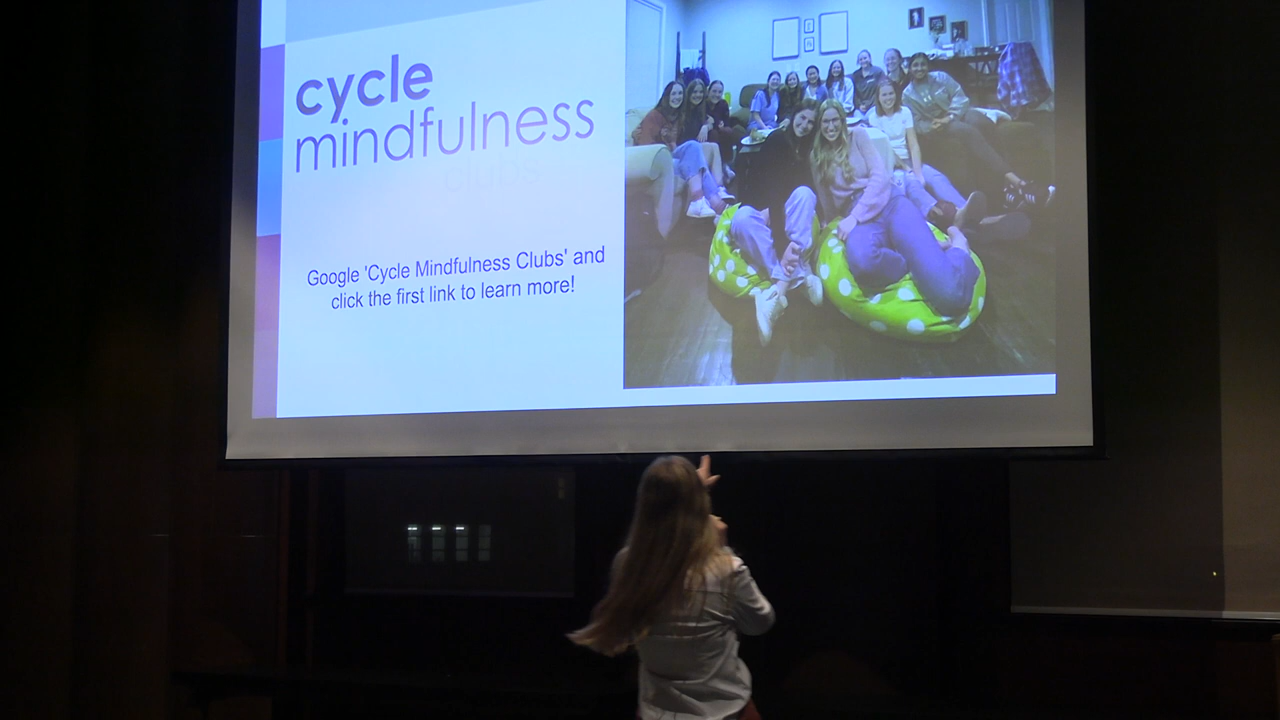 cycle
mindfulness
clubs
Google 'Cycle Mindfulness Clubs' and
click the first link to learn more!